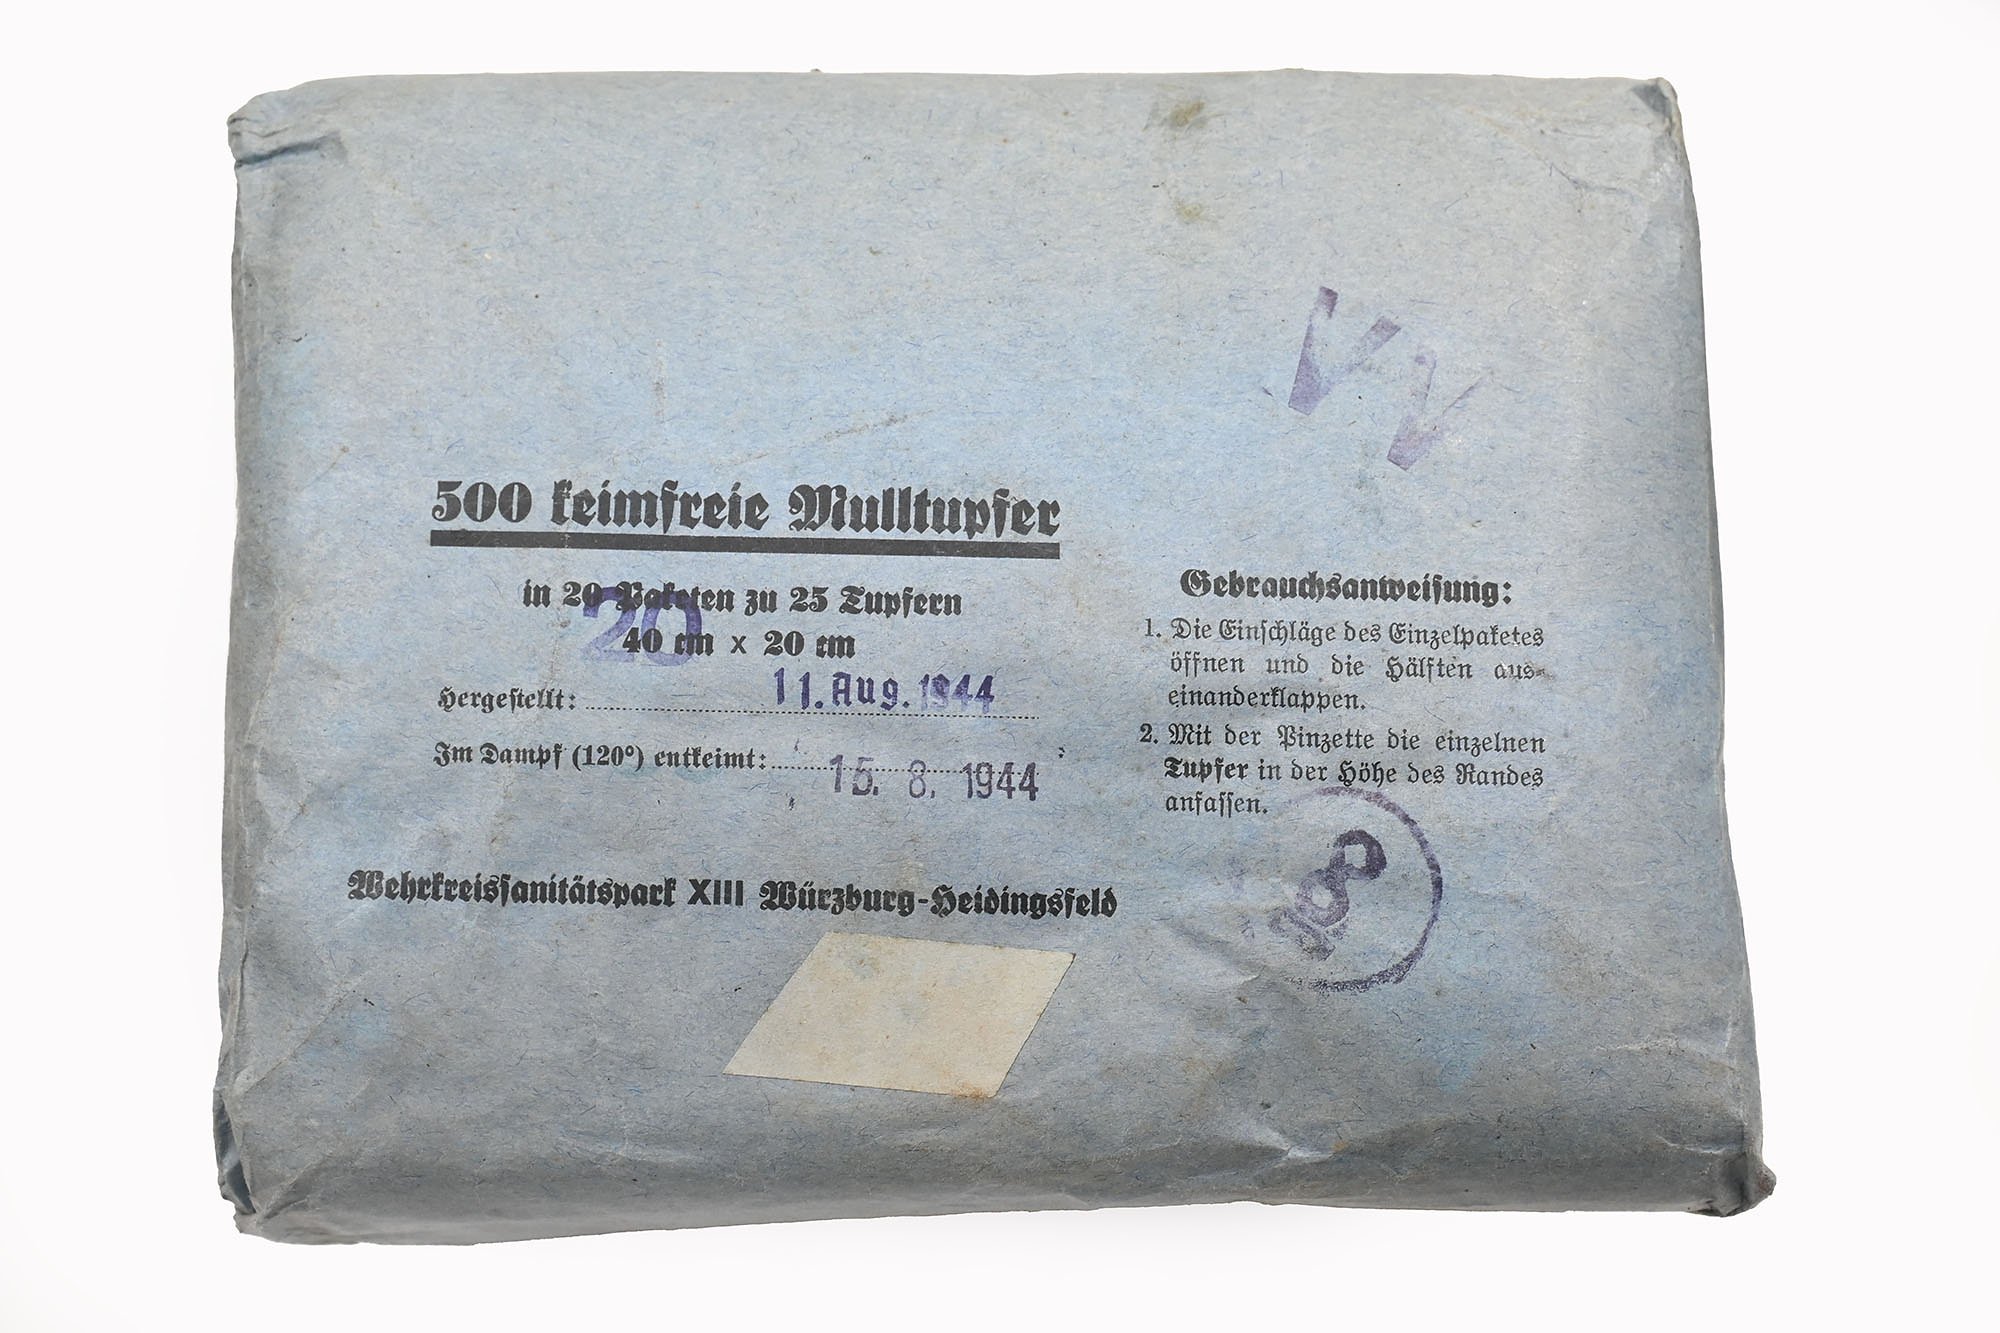 500 keimfreie Mulltupfer
in 20 Paketen zu 25 Tupfern
20
40 cm x 20 cm
Hergestellt: 11. Aug. 1944
Im Dampf (120°) entkeimt: 15. 8. 1944
Wehrkreissanitätspark XIII Würzburg-Heidingsfeld
VV
Gebrauchsanweisung:
1. Die Einschläge des Einzelpaketes
öffnen und die Hälften aus-
einanderklappen.
2. Mit der Pinzette die einzelnen
Tupfer in der Höhe des Randes
anfassen.